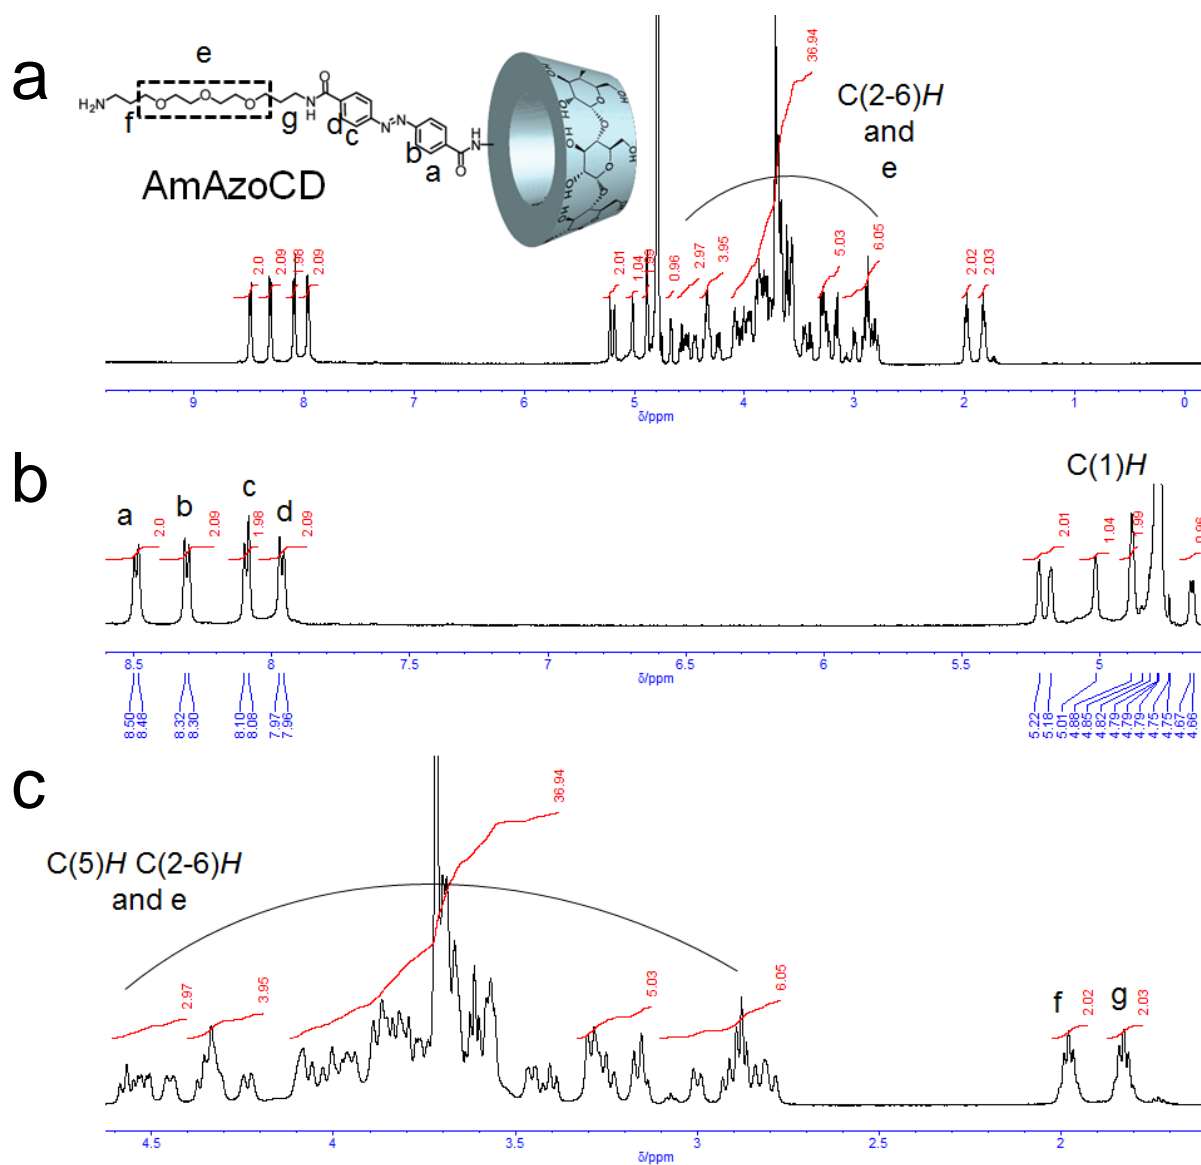 a
e
H₂N
O
O
O
N
H
O
f
g
d
c
N
N
b
a
O
H
N
AmAzoCD
C(2-6)H
and
e
2.0
2.09
1.98
2.09
2.01
1.04
1.99
0.96
2.97
3.95
36.94
5.03
6.05
2.02
2.03
9 8 7 6 5 4 3 2 1 0
δ/ppm
b
a
b
c
d
C(1)H
2.0
2.09
1.98
2.09
2.01
1.04
1.99
0.96
8.5 8 7.5 7 6.5 6 5.5 5
δ/ppm
8.50
8.48
8.32
8.30
8.10
8.08
7.97
7.96
5.22
5.18
5.01
4.88
4.85
4.82
4.79
4.79
4.79
4.75
4.75
4.67
4.66
c
C(5)H C(2-6)H
and e
2.97
3.95
36.94
5.03
6.05
f
2.02
g
2.03
4.5 4 3.5 3 2.5 2
δ/ppm